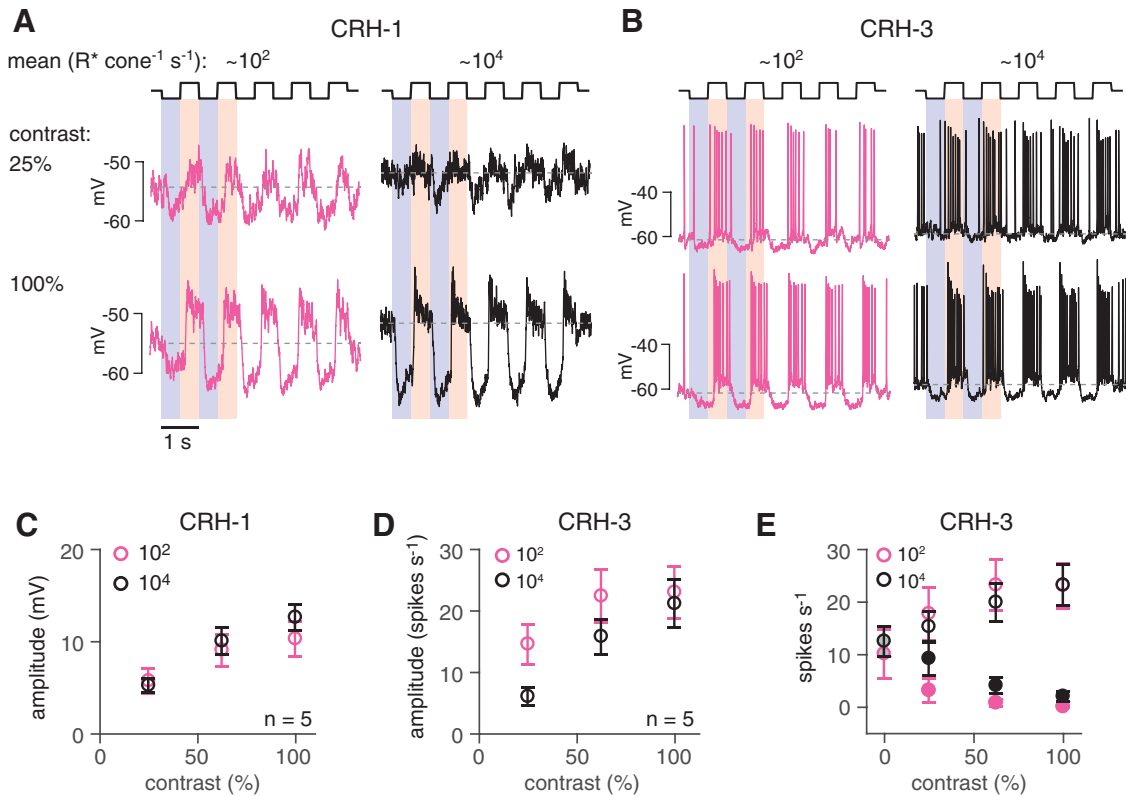 A
CRH-1
B
CRH-3
mean (R* cone⁻¹ s⁻¹):
~10²
~10⁴
~10²
~10⁴
contrast:
25%
-50
mV
-60
-40
mV
-60
100%
-50
mV
-60
-40
mV
-60
1 s
C
CRH-1
20
10
0
amplitude (mV)
10²
10⁴
n = 5
0
50
100
contrast (%)
D
CRH-3
30
20
10
0
amplitude (spikes s⁻¹)
10²
10⁴
n = 5
0
50
100
contrast (%)
E
CRH-3
30
20
10
0
spikes s⁻¹
10²
10⁴
0
50
100
contrast (%)